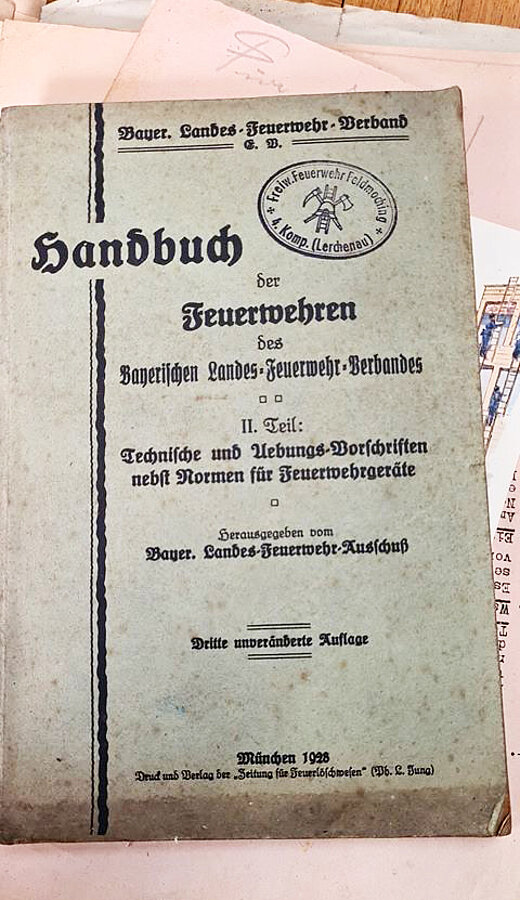 Bayer. Landes-Feuerwehr-Verband
E. V.
Freiw. Feuerwehr Feldmoching
4. Komp. (Lerchenau)
Handbuch
der
Feuerwehren
des
Bayerischen Landes-Feuerwehr-Verbandes
II. Teil:
Technische und Uebungs-Vorschriften
nebst Normen für Feuerwehrgeräte
Herausgegeben vom
Bayer. Landes-Feuerwehr-Ausschuß
Dritte unveränderte Auflage
München 1928
Druck und Verlag der „Zeitung für Feuerlöschwesen" (Ph. L. Jung)